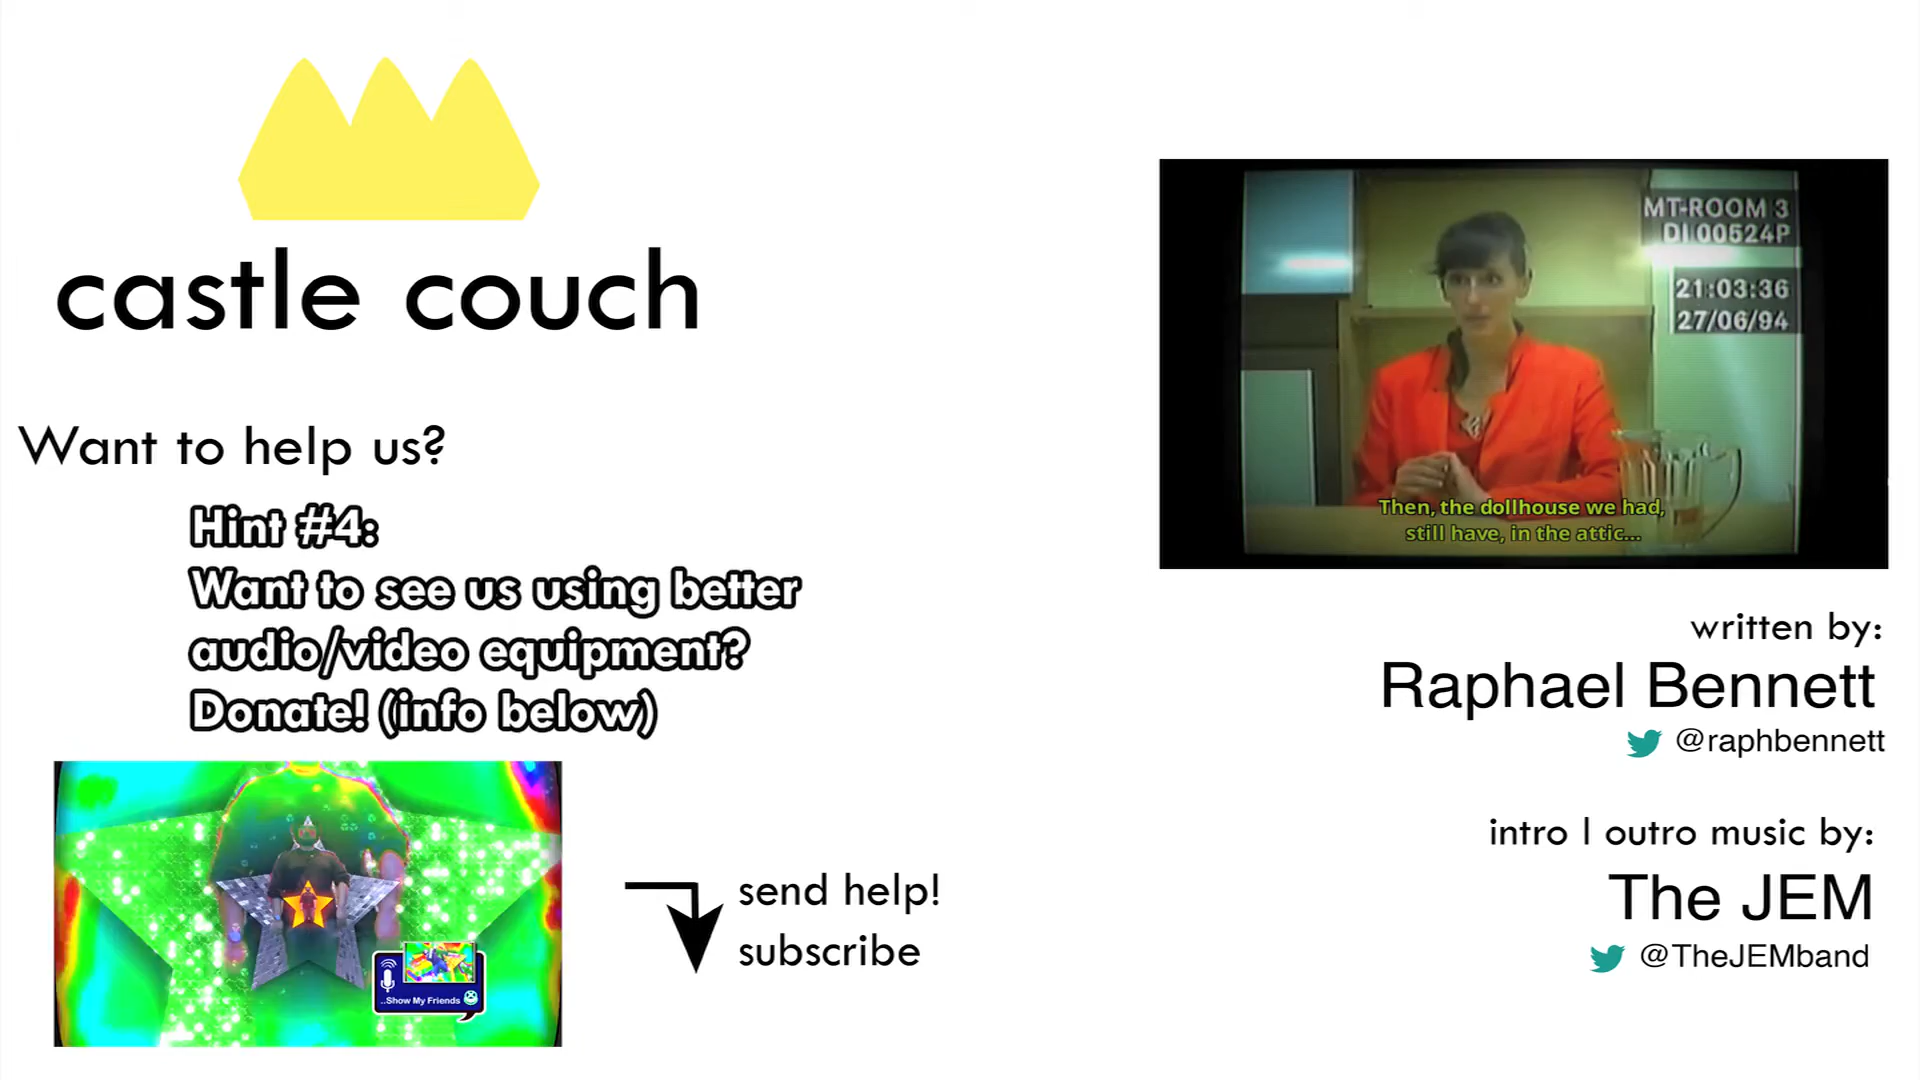 castle couch
Want to help us?
Hint #4:
Want to see us using better
audio/video equipment?
Donate! (info below)
..Show My Friends
send help!
subscribe
MT-ROOM 3
DI 00524P
21:03:36
27/06/94
Then, the dollhouse we had,
still have, in the attic...
written by:
Raphael Bennett
@raphbennett
intro | outro music by:
The JEM
@TheJEMband